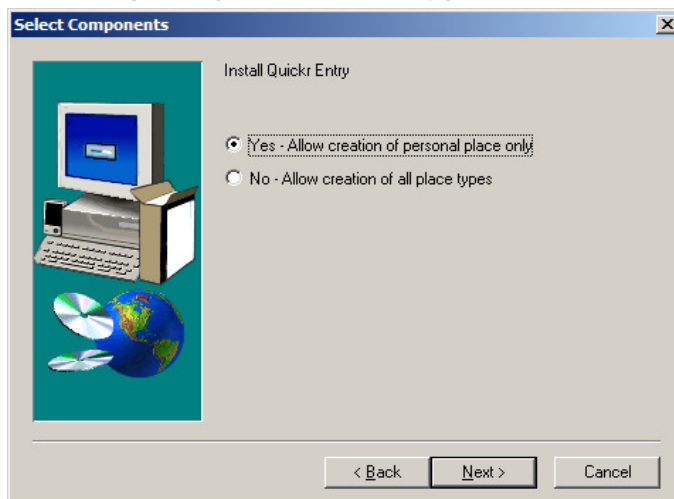 Select Components
Install Quickr Entry
Yes - Allow creation of personal place only
No - Allow creation of all place types
< Back
Next >
Cancel